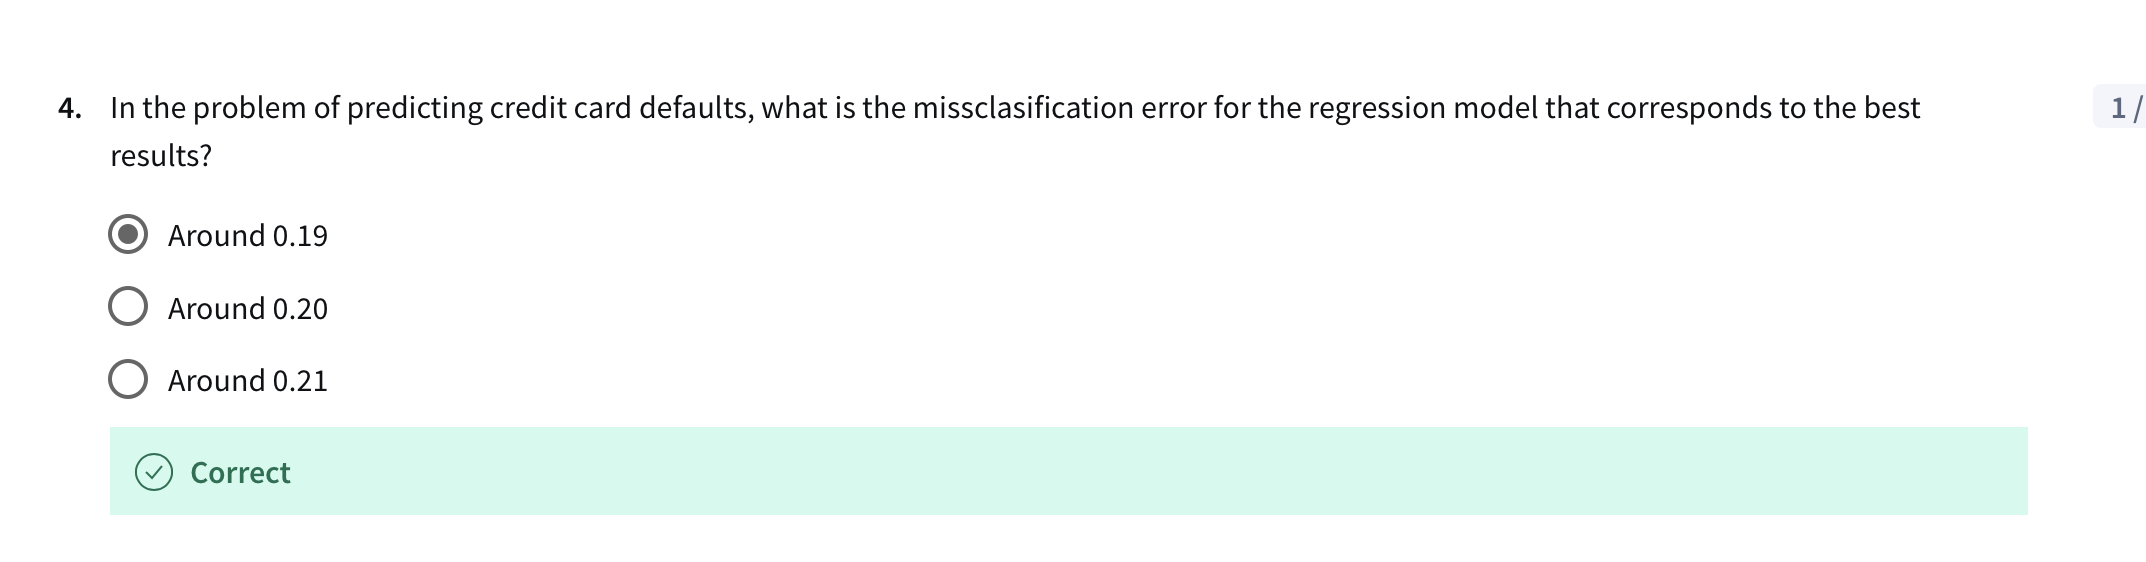 4. In the problem of predicting credit card defaults, what is the missclasification error for the regression model that corresponds to the best
results?
1 /
Around 0.19
Around 0.20
Around 0.21
Correct